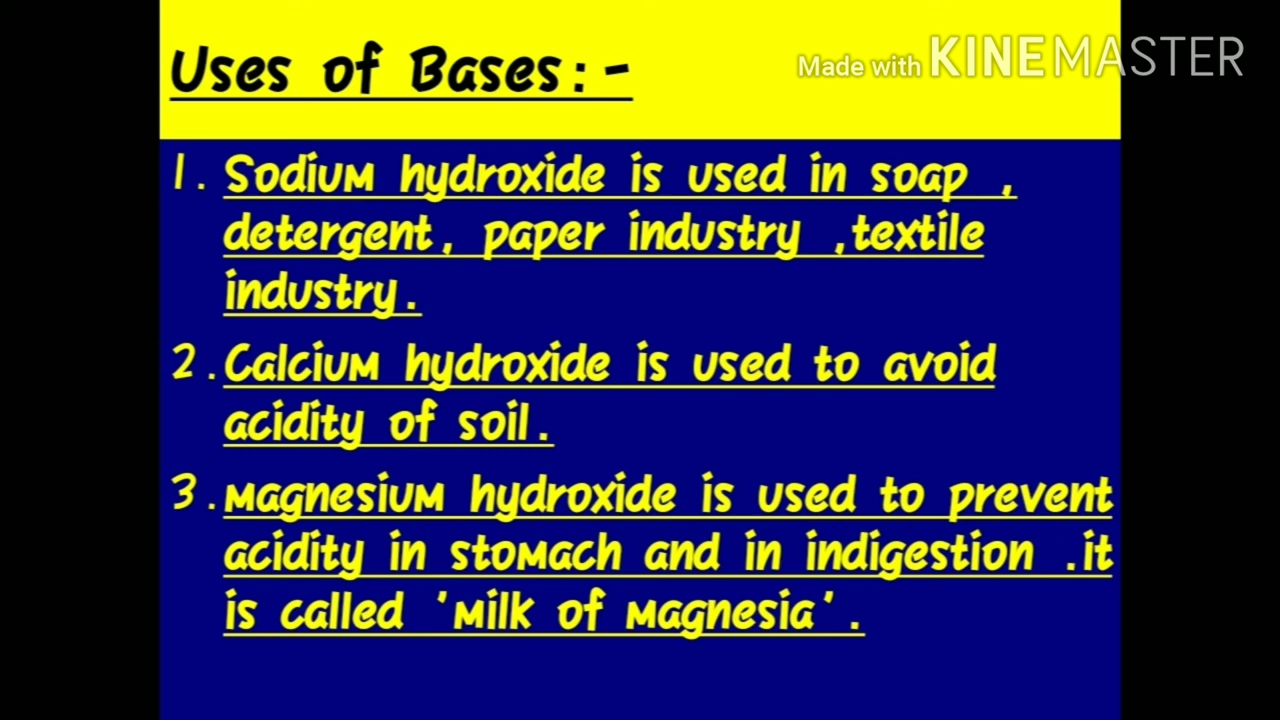 Uses of Bases:-
Made with KINEMASTER
1. Sodium hydroxide is used in soap ,
detergent, paper industry ,textile
industry.
2. Calcium hydroxide is used to avoid
acidity of soil.
3. Magnesium hydroxide is used to prevent
acidity in stomach and in indigestion .it
is called 'Milk of Magnesia'.